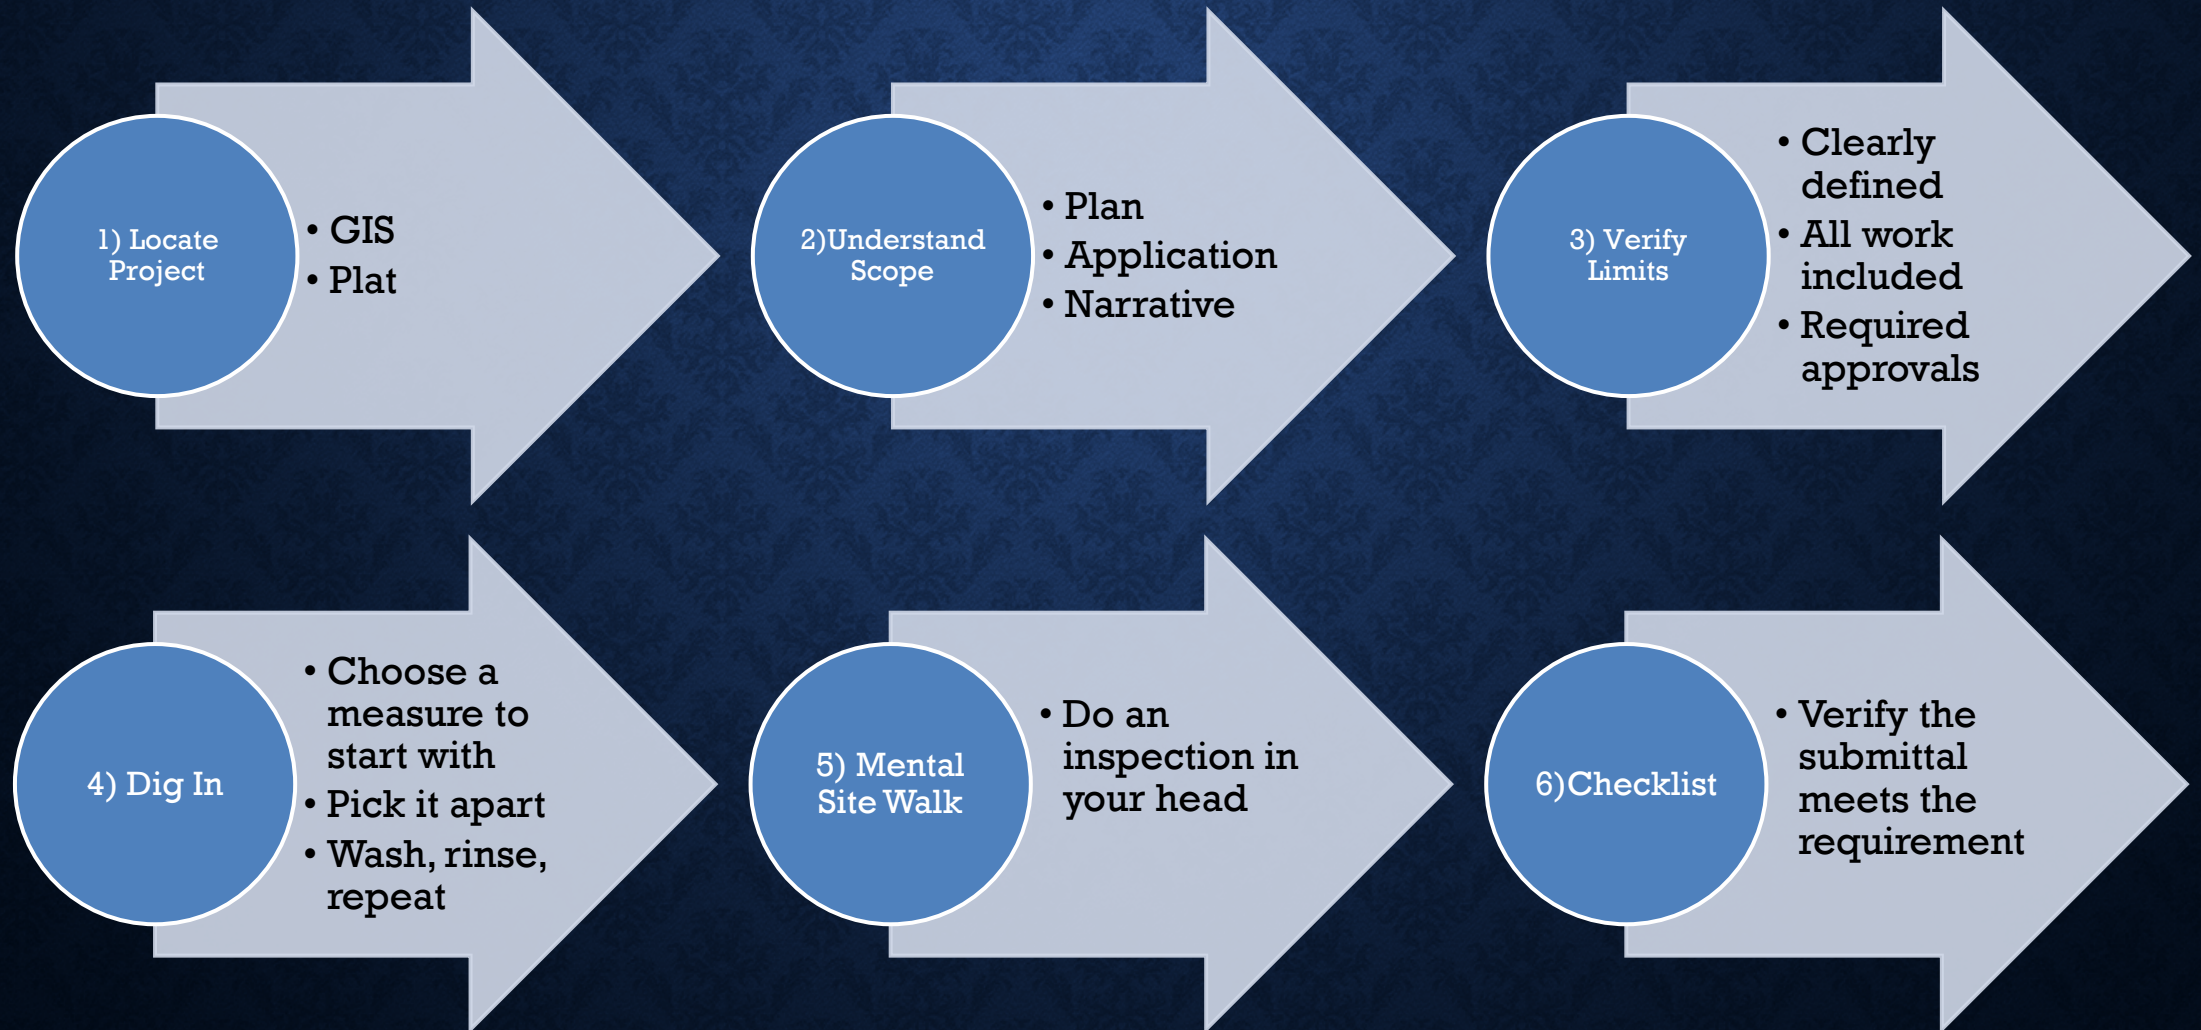 1) Locate
Project
• GIS
• Plat
2)Understand
Scope
• Plan
• Application
• Narrative
3) Verify
Limits
• Clearly
defined
• All work
included
• Required
approvals
4) Dig In
• Choose a
measure to
start with
• Pick it apart
• Wash, rinse,
repeat
5) Mental
Site Walk
• Do an
inspection in
your head
6)Checklist
• Verify the
submittal
meets the
requirement